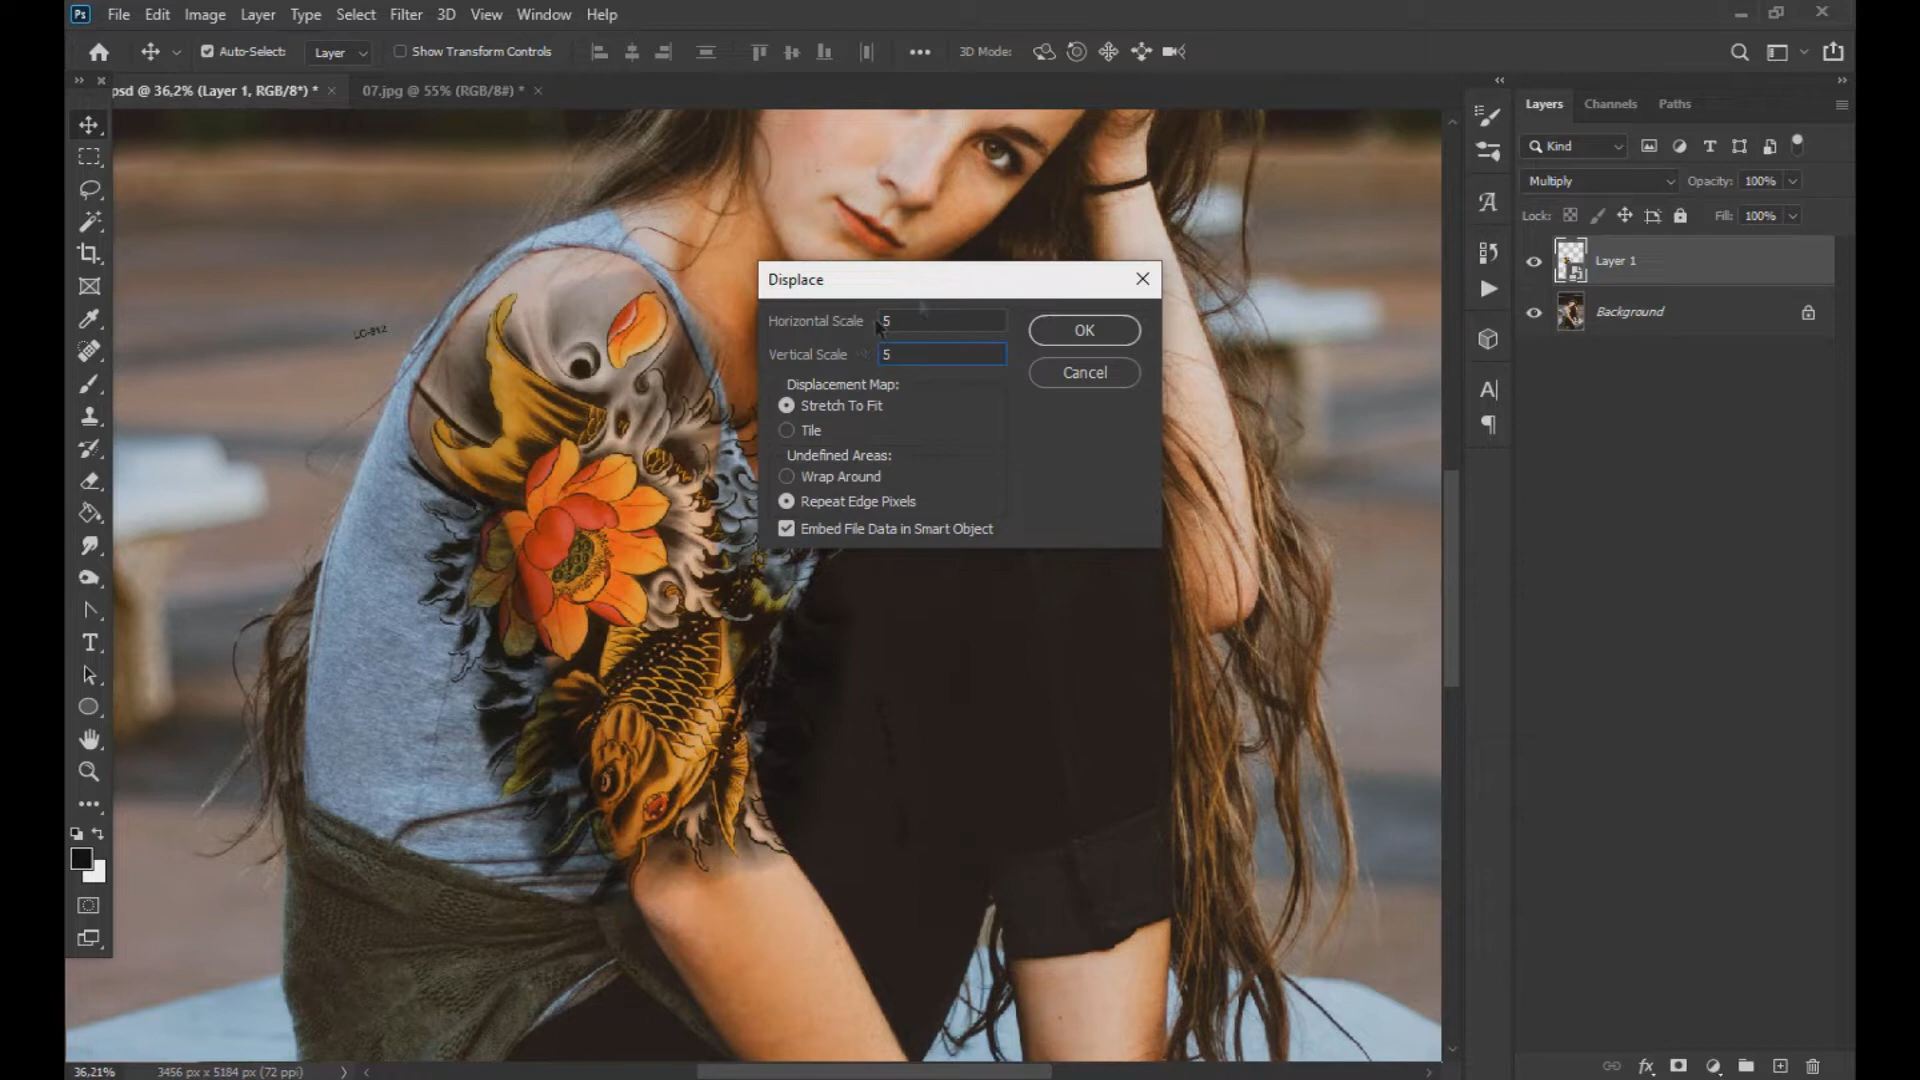 Ps File Edit Image Layer Type Select Filter 3D View Window Help
Auto-Select: Layer Show Transform Controls 3D Mode:
psd @ 36,2% (Layer 1, RGB/8*) * 07.jpg @ 55% (RGB/8#) *
Layers Channels Paths
Kind
Multiply Opacity: 100%
Lock: Fill: 100%
Layer 1
Background
LC-812
Displace
Horizontal Scale 5
OK
Vertical Scale 5
Cancel
Displacement Map:
Stretch To Fit
Tile
Undefined Areas:
Wrap Around
Repeat Edge Pixels
Embed File Data in Smart Object
36,21% 3456 px x 5184 px (72 ppi)